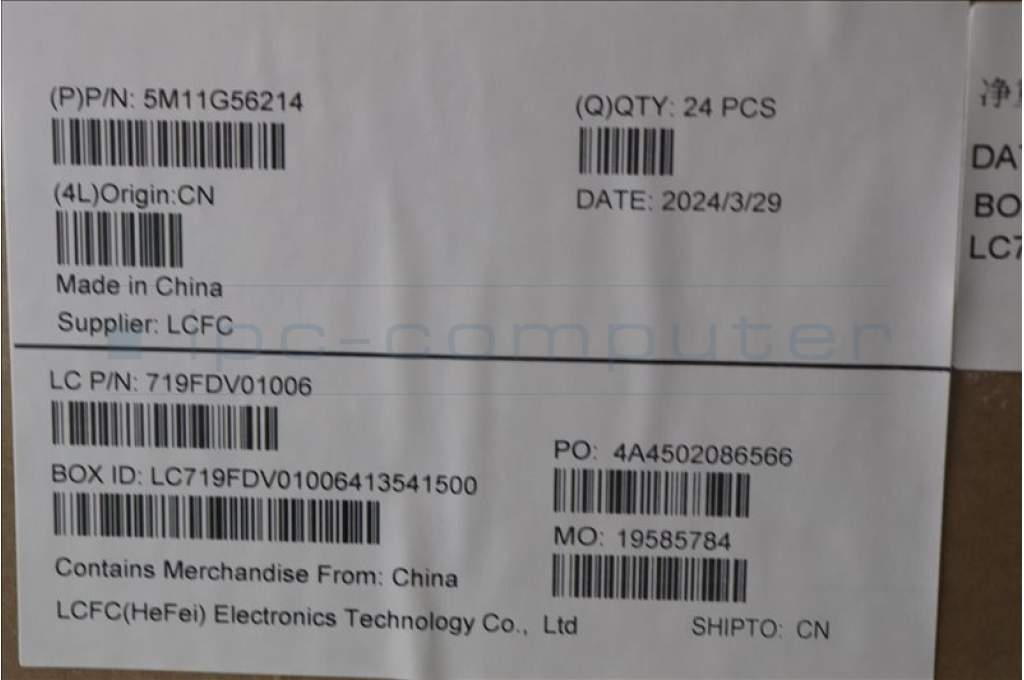 (P)P/N: 5M11G56214
(Q)QTY: 24 PCS
(4L)Origin:CN
DATE: 2024/3/29
Made in China
Supplier: LCFC
ipc-computer
LC P/N: 719FDV01006
PO: 4A4502086566
BOX ID: LC719FDV01006413541500
MO: 19585784
Contains Merchandise From: China
LCFC(HeFei) Electronics Technology Co., Ltd
SHIPTO: CN
净
DA
BO
LC7